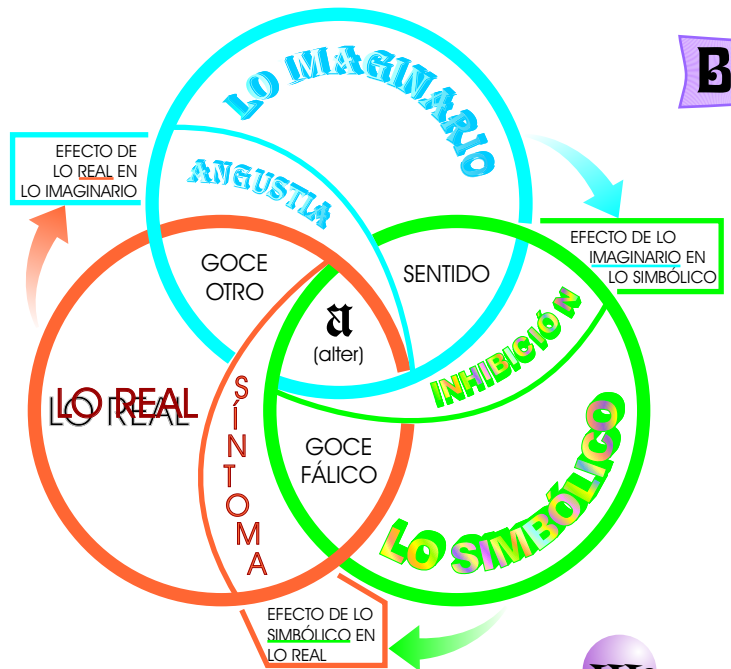 LO IMAGINARIO
B
EFECTO DE
LO REAL EN
LO IMAGINARIO
ANGUSTIA
EFECTO DE LO
IMAGINARIO EN
LO SIMBÓLICO
GOCE
OTRO
SENTIDO
a
(alter)
INHIBICIÓN
LO REAL
SÍNTOMA
GOCE
FÁLICO
LO SIMBÓLICO
EFECTO DE LO
SIMBÓLICO EN
LO REAL